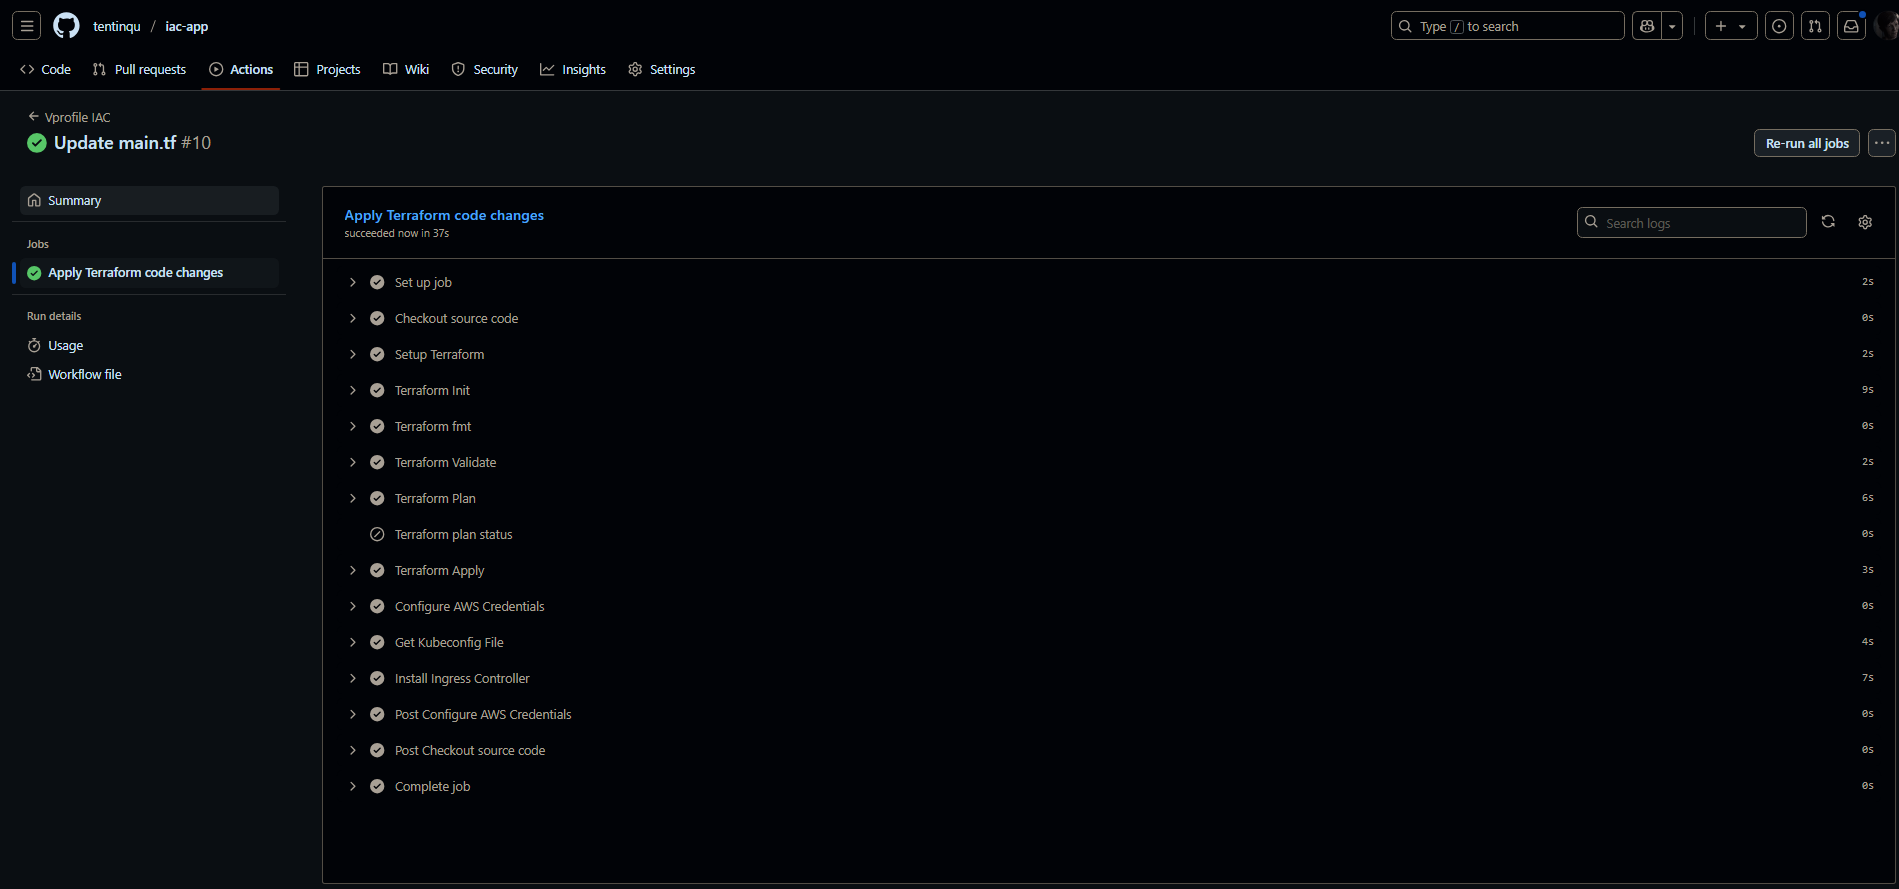 tentinqu / iac-app
Type / to search
Code
Pull requests
Actions
Projects
Wiki
Security
Insights
Settings
Vprofile IAC
Update main.tf #10
Re-run all jobs
Summary
Jobs
Apply Terraform code changes
Run details
Usage
Workflow file
Apply Terraform code changes
succeeded now in 37s
Search logs
Set up job 2s
Checkout source code 0s
Setup Terraform 2s
Terraform Init 9s
Terraform fmt 0s
Terraform Validate 2s
Terraform Plan 6s
Terraform plan status 0s
Terraform Apply 3s
Configure AWS Credentials 0s
Get Kubeconfig File 4s
Install Ingress Controller 7s
Post Configure AWS Credentials 0s
Post Checkout source code 0s
Complete job 0s